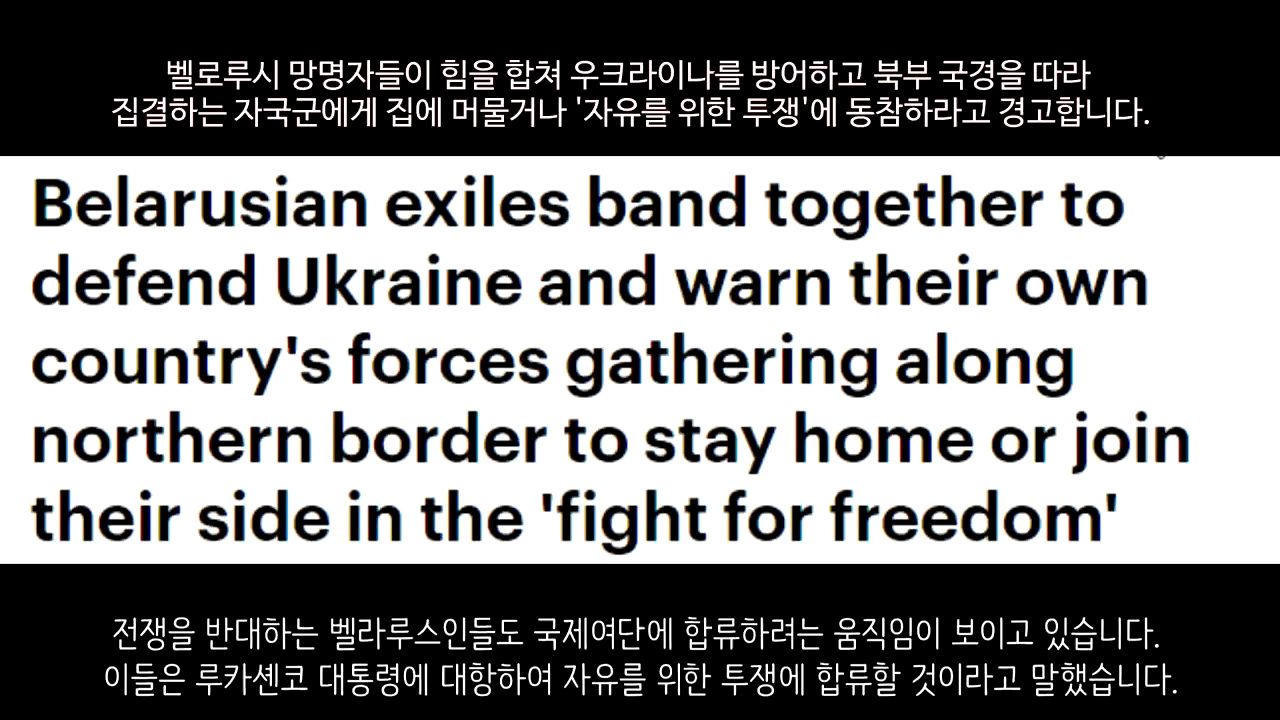 벨로루시 망명자들이 힘을 합쳐 우크라이나를 방어하고 북부 국경을 따라
집결하는 자국군에게 집에 머물거나 '자유를 위한 투쟁'에 동참하라고 경고합니다.
Belarusian exiles band together to
defend Ukraine and warn their own
country's forces gathering along
northern border to stay home or join
their side in the 'fight for freedom'
전쟁을 반대하는 벨라루스인들도 국제여단에 합류하려는 움직임이 보이고 있습니다.
이들은 루카셴코 대통령에 대항하여 자유를 위한 투쟁에 합류할 것이라고 말했습니다.